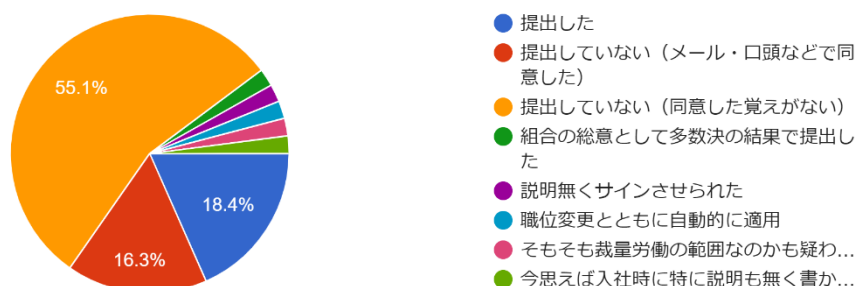 55.1%
16.3%
18.4%
提出した
提出していない（メール・口頭などで同
意した）
提出していない（同意した覚えがない）
組合の総意として多数決の結果で提出し
た
説明無くサインさせられた
職位変更とともに自動的に適用
そもそも裁量労働の範囲なのかも疑わ...
今思えば入社時に特に説明も無く書か...